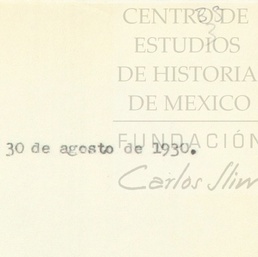 CENTRO DE
ESTUDIOS
DE HISTORIA
DE MEXICO
FUNDACIÓN
Carlos Slim
30 de agosto de 1930.